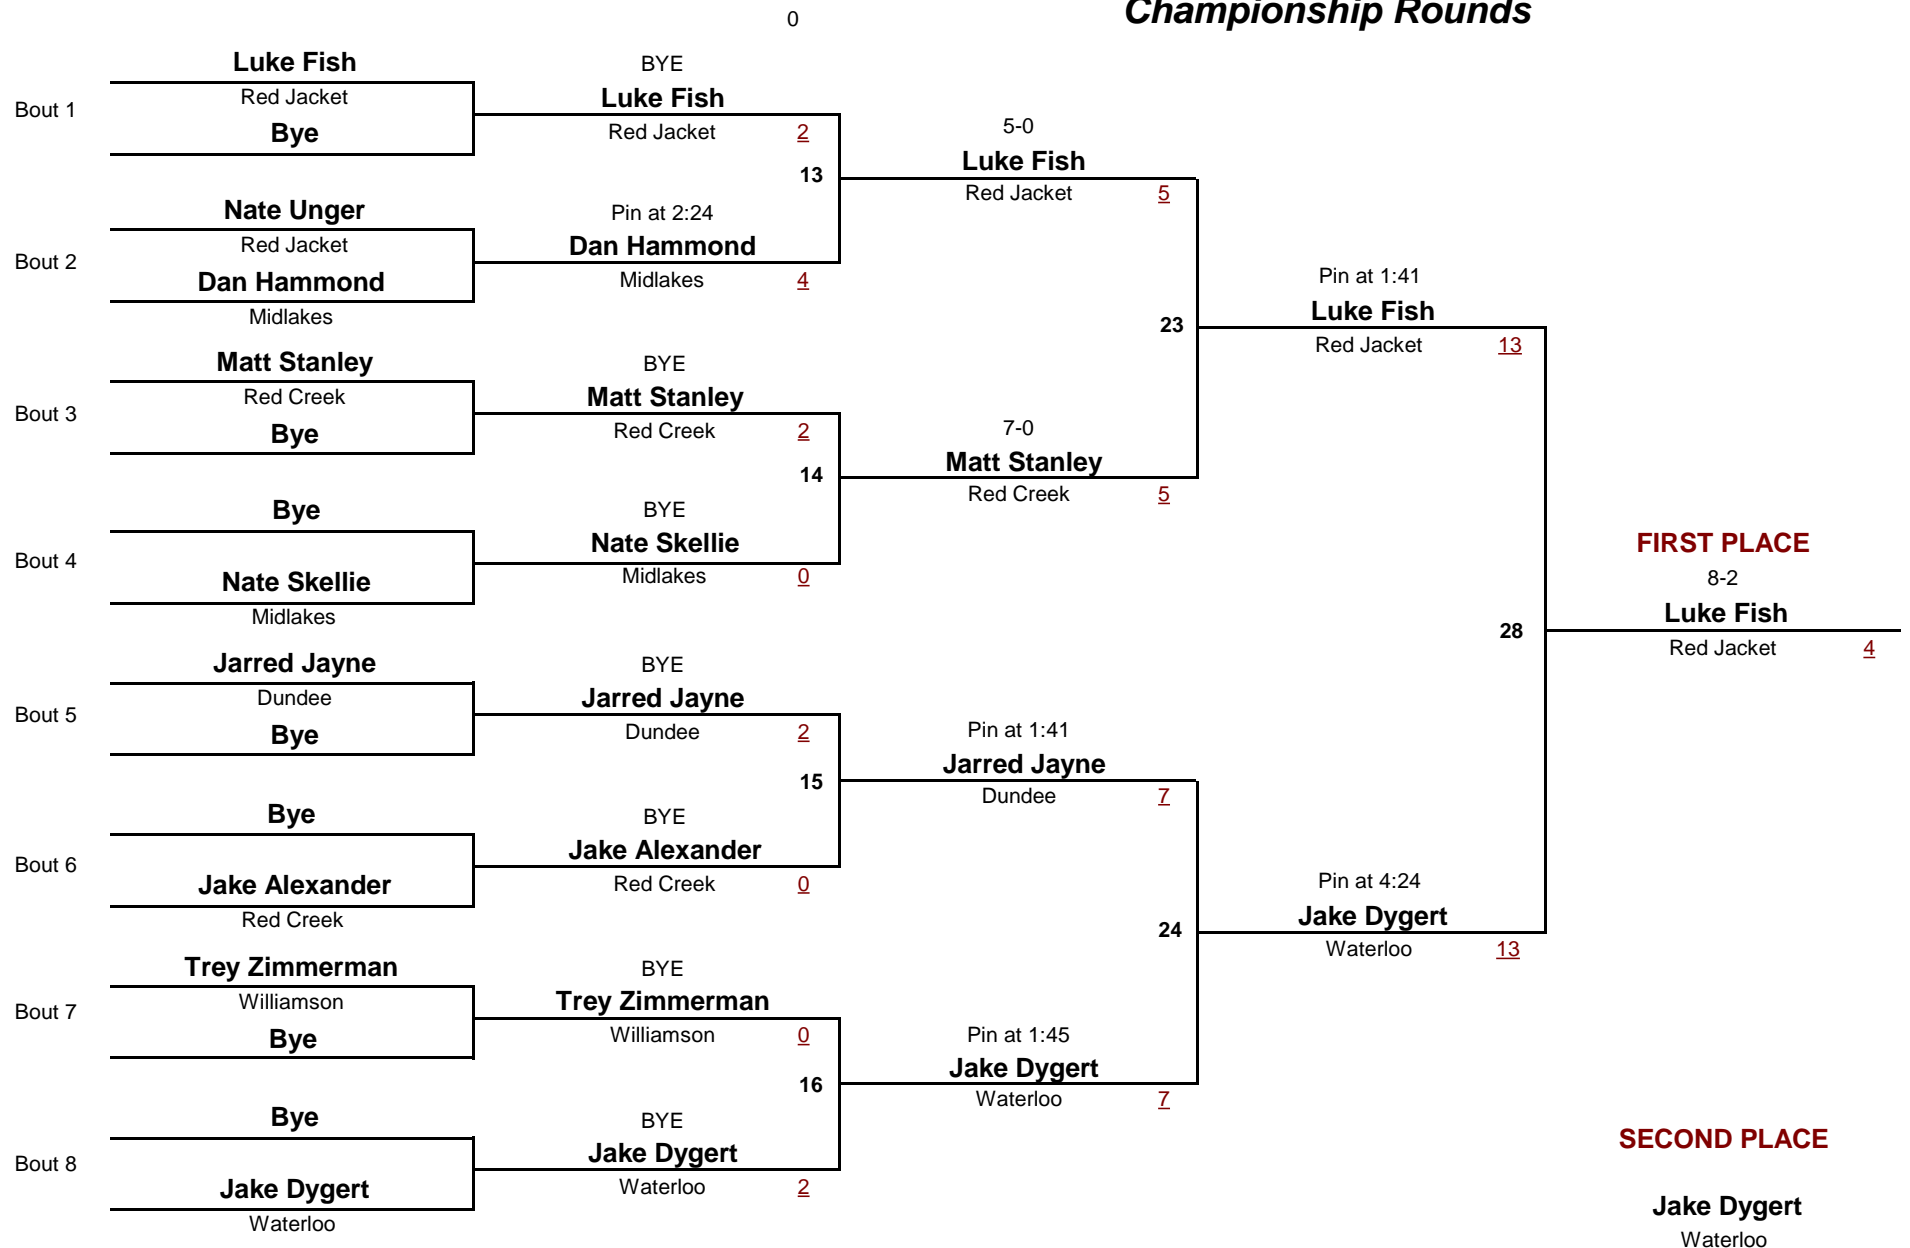 0
Championship Rounds
Luke Fish
Red Jacket
Bye
Bout 1
Nate Unger
Red Jacket
Dan Hammond
Midlakes
Bout 2
Matt Stanley
Red Creek
Bye
Bout 3
Bye
Nate Skellie
Midlakes
Bout 4
Jarred Jayne
Dundee
Bye
Bout 5
Bye
Jake Alexander
Red Creek
Bout 6
Trey Zimmerman
Williamson
Bye
Bout 7
Bye
Jake Dygert
Waterloo
Bout 8
BYE
Luke Fish
Red Jacket 2
13
Pin at 2:24
Dan Hammond
Midlakes 4
BYE
Matt Stanley
Red Creek 2
14
BYE
Nate Skellie
Midlakes 0
BYE
Jarred Jayne
Dundee 2
15
BYE
Jake Alexander
Red Creek 0
BYE
Trey Zimmerman
Williamson 0
16
BYE
Jake Dygert
Waterloo 2
5-0
Luke Fish
Red Jacket 5
23
7-0
Matt Stanley
Red Creek 5
Pin at 1:41
Jarred Jayne
Dundee 7
24
Pin at 1:45
Jake Dygert
Waterloo 7
Pin at 1:41
Luke Fish
Red Jacket 13
28
Pin at 4:24
Jake Dygert
Waterloo 13
FIRST PLACE
8-2
Luke Fish
Red Jacket 4
SECOND PLACE
Jake Dygert
Waterloo